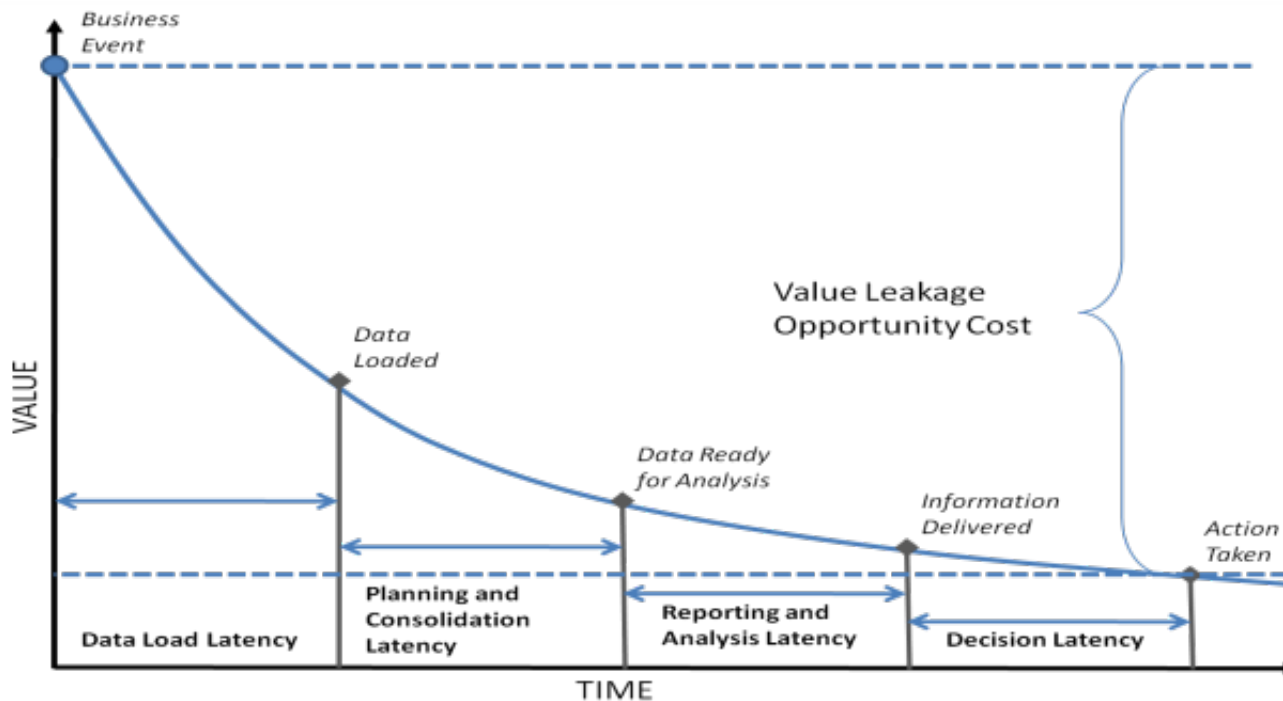 Business
Event
Value Leakage
Opportunity Cost
Data
Loaded
VALUE
Data Ready
for Analysis
Information
Delivered
Action
Taken
Data Load Latency
Planning and
Consolidation
Latency
Reporting and
Analysis Latency
Decision Latency
TIME